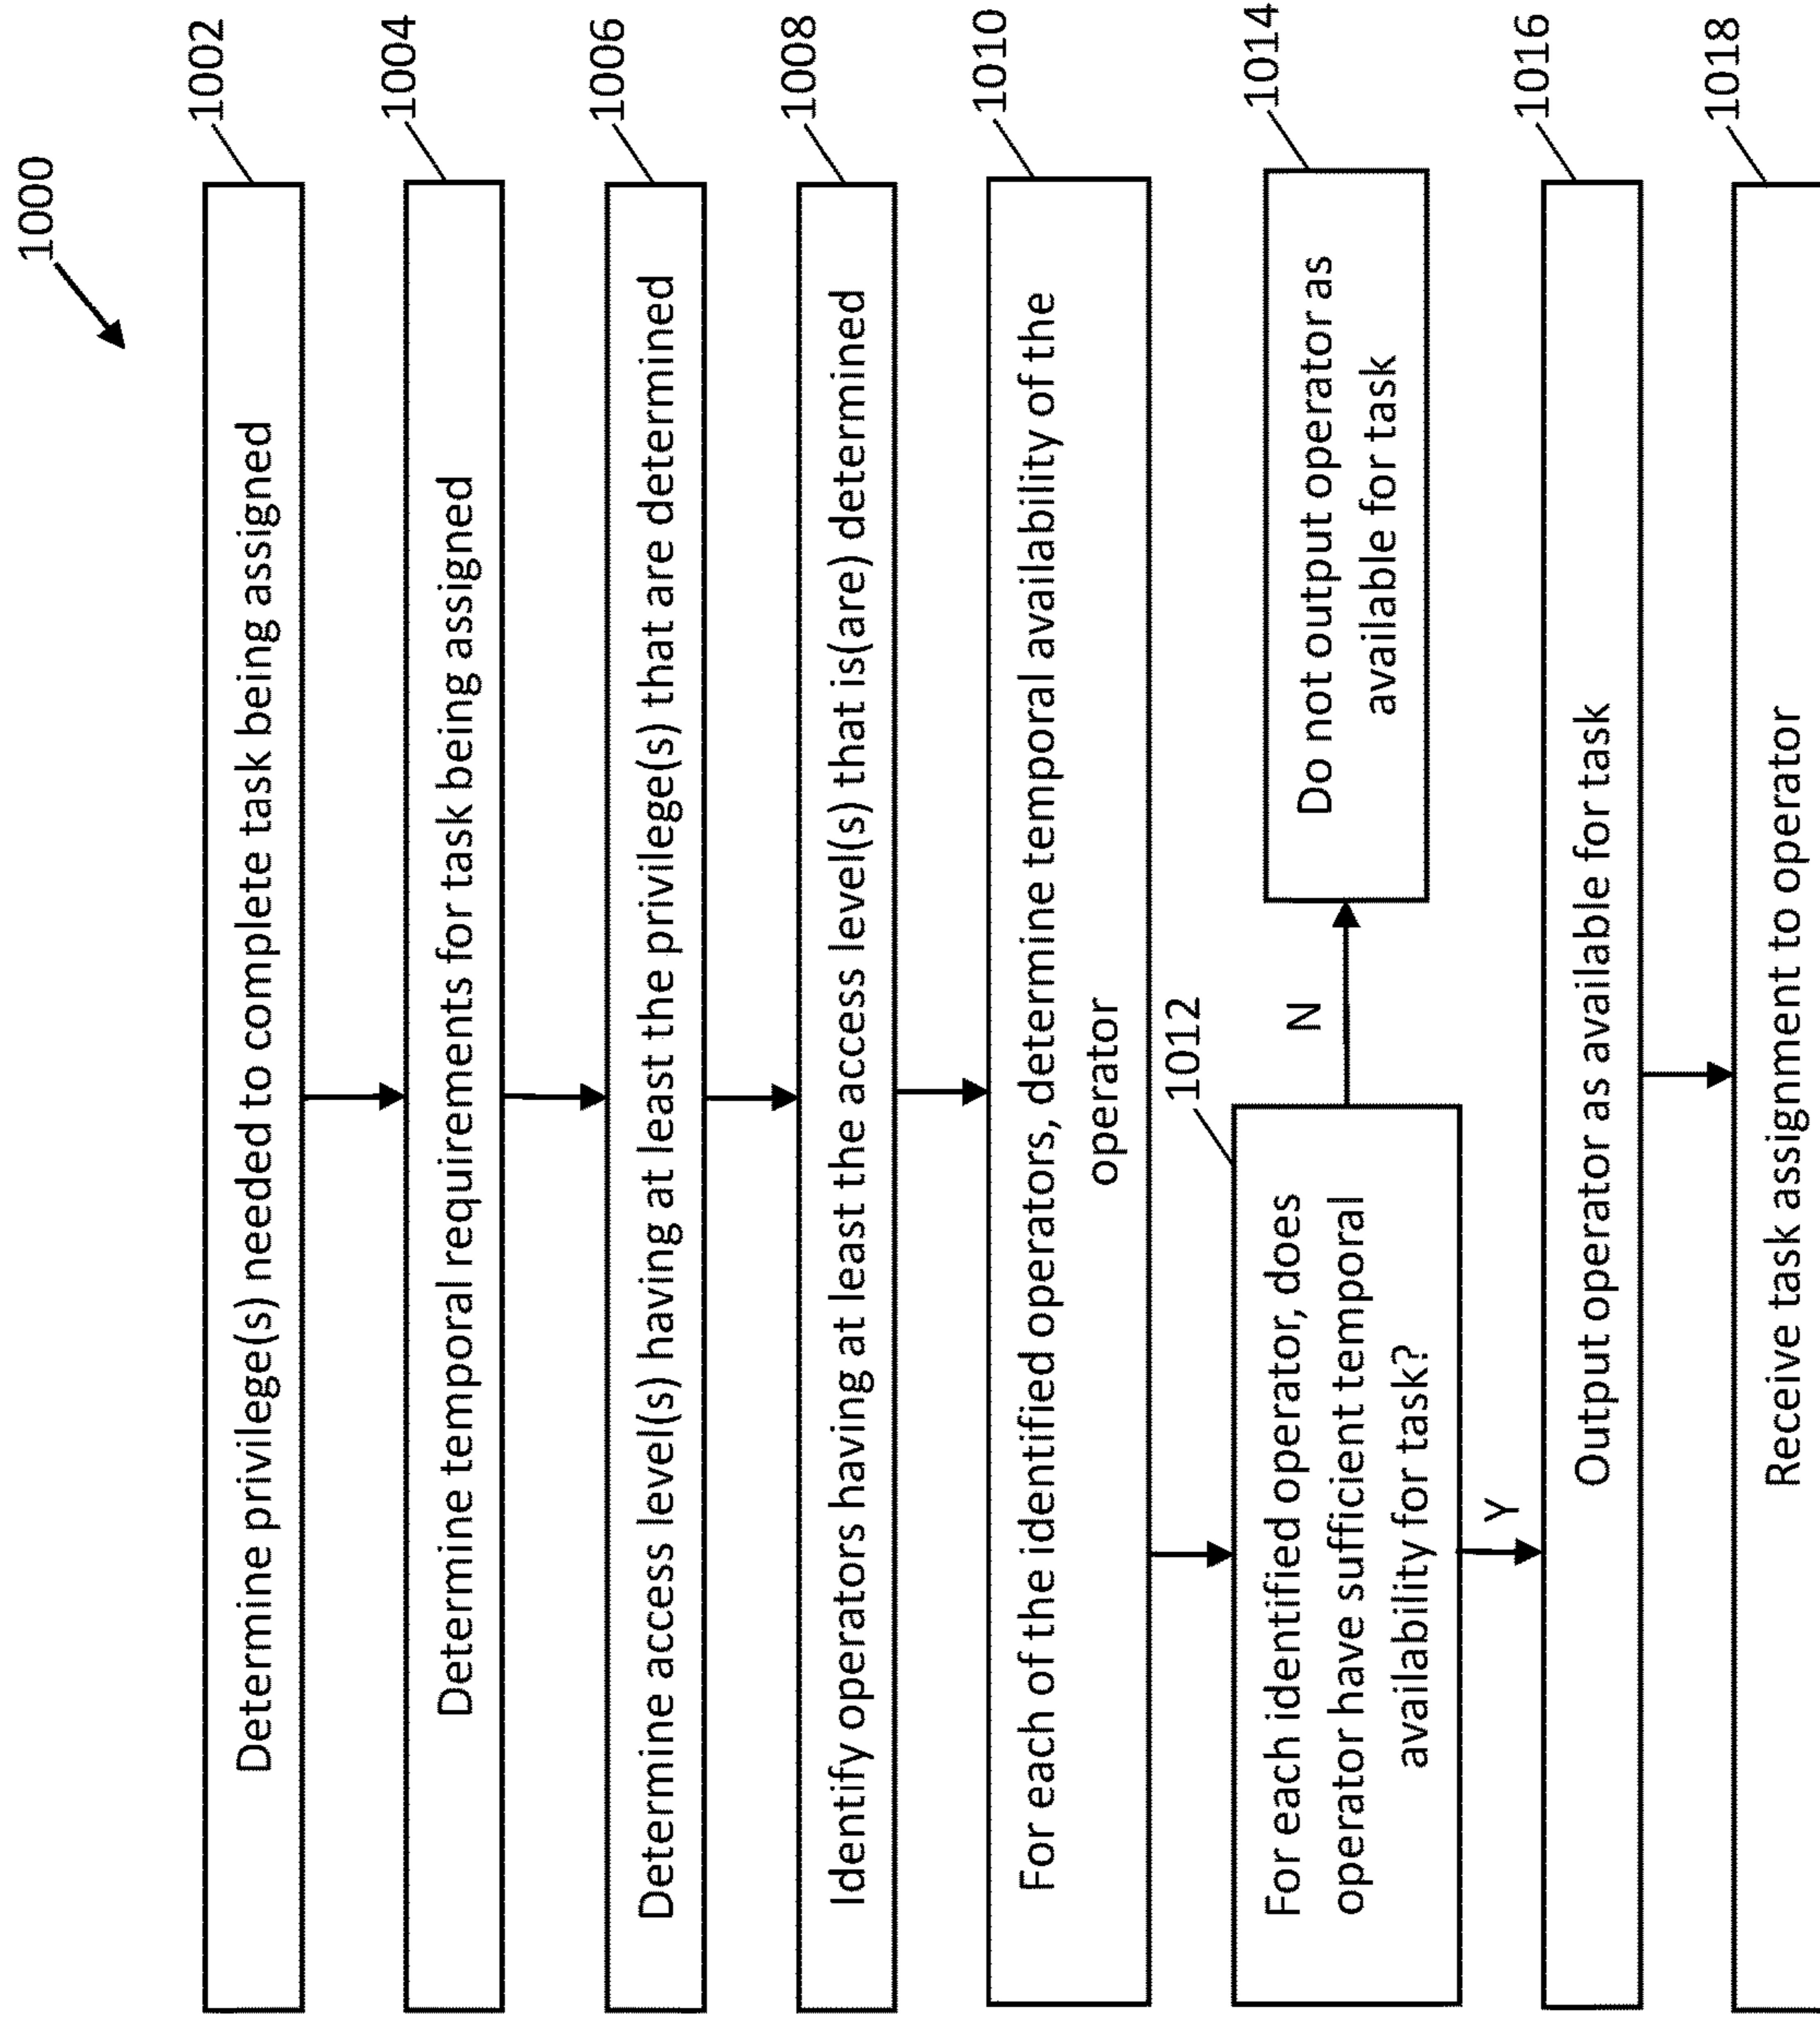 1000
Determine privilege(s) needed to complete task being assigned
1002
Determine temporal requirements for task being assigned
1004
Determine access level(s) having at least the privilege(s) that are determined
1006
Identify operators having at least the access level(s) that is(are) determined
1008
For each of the identified operators, determine temporal availability of the
operator
1010
1012
For each identified operator, does
operator have sufficient temporal
availability for task?
N
Do not output operator as
available for task
1014
Y
Output operator as available for task
1016
Receive task assignment to operator
1018